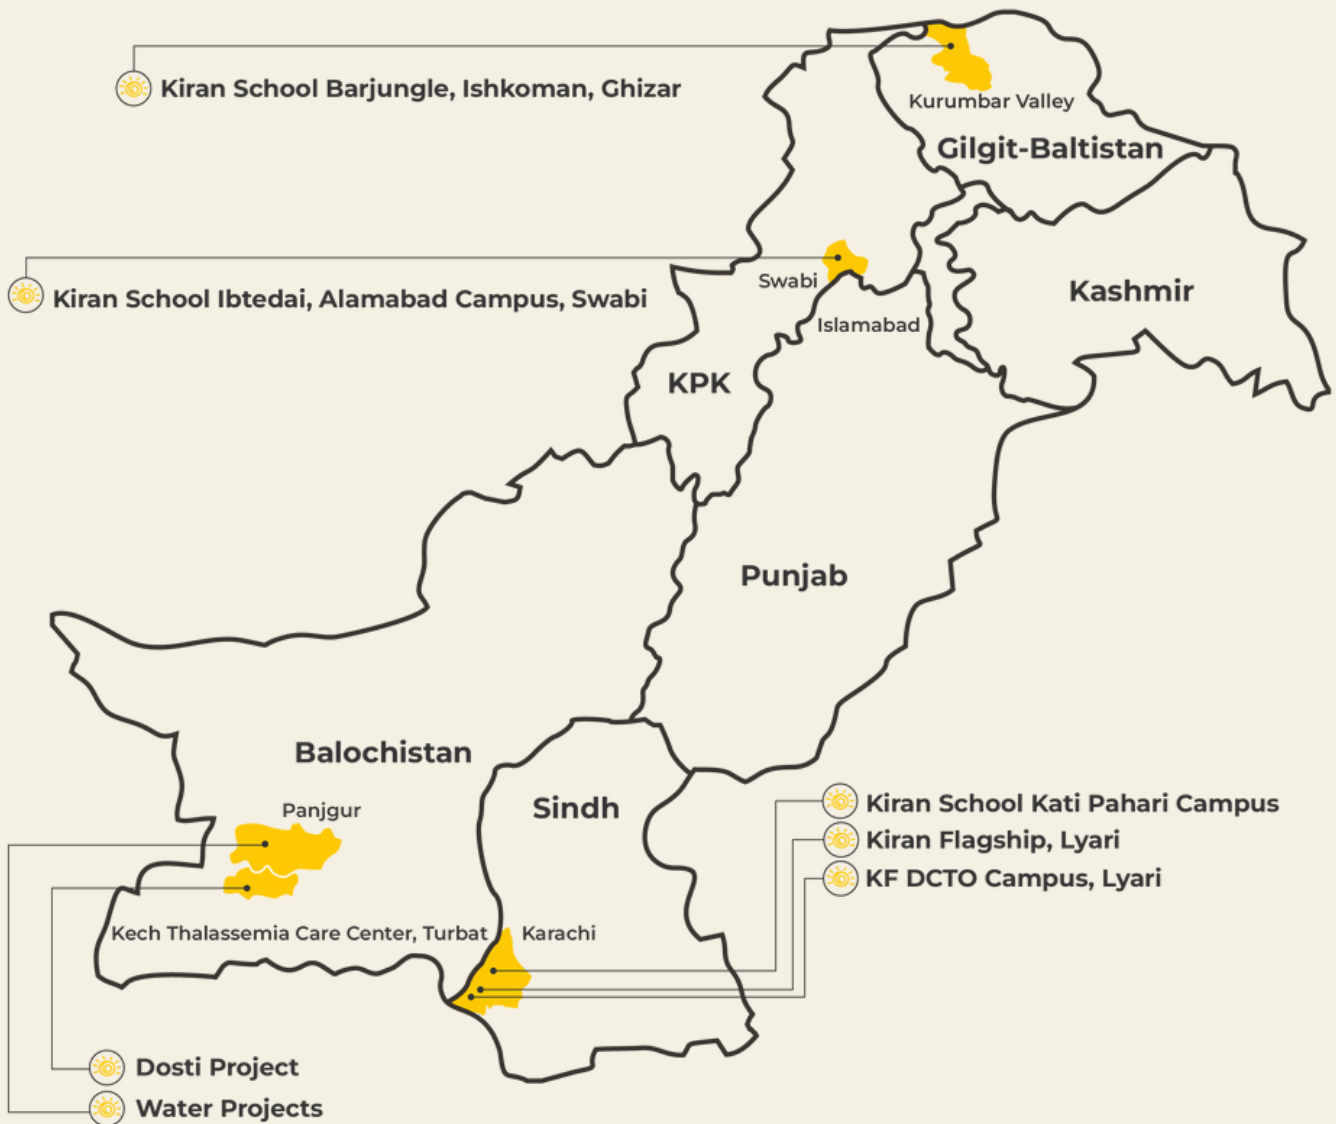 Kiran School Barjungle, Ishkoman, Ghizar
Kurumbar Valley
Gilgit-Baltistan
Swabi
Kiran School Ibtedai, Alamabad Campus, Swabi
Kashmir
Islamabad
KPK
Punjab
Balochistan
Panjgur
Sindh
Kiran School Kati Pahari Campus
Kiran Flagship, Lyari
KF DCTO Campus, Lyari
Kech Thalassemia Care Center, Turbat
Karachi
Dosti Project
Water Projects